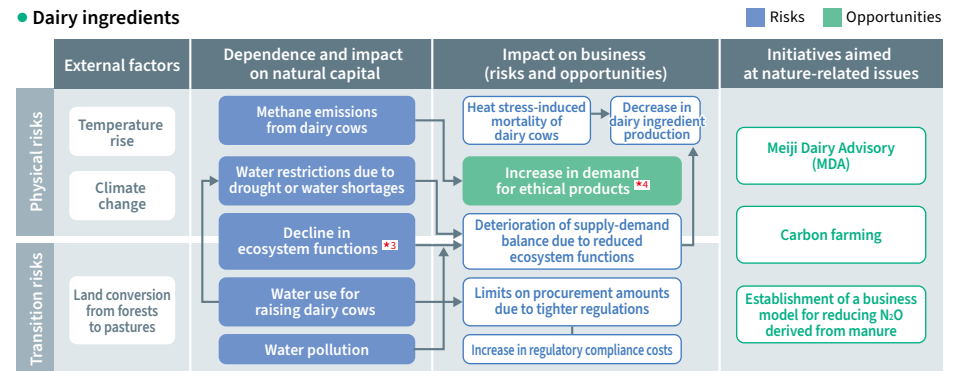 Dairy ingredients
Risks
Opportunities
External factors
Dependence and impact
on natural capital
Impact on business
(risks and opportunities)
Initiatives aimed
at nature-related issues
Physical risks
Temperature
rise
Climate
change
Methane emissions
from dairy cows
Water restrictions due to
drought or water shortages
Decline in
ecosystem functions ★3
Heat stress-induced
mortality of
dairy cows
Decrease in
dairy ingredient
production
Increase in demand
for ethical products ★4
Deterioration of supply-demand
balance due to reduced
ecosystem functions
Meiji Dairy Advisory
(MDA)
Carbon farming
Transition risks
Land conversion
from forests
to pastures
Water use for
raising dairy cows
Water pollution
Limits on procurement amounts
due to tighter regulations
Increase in regulatory compliance costs
Establishment of a business
model for reducing N₂O
derived from manure